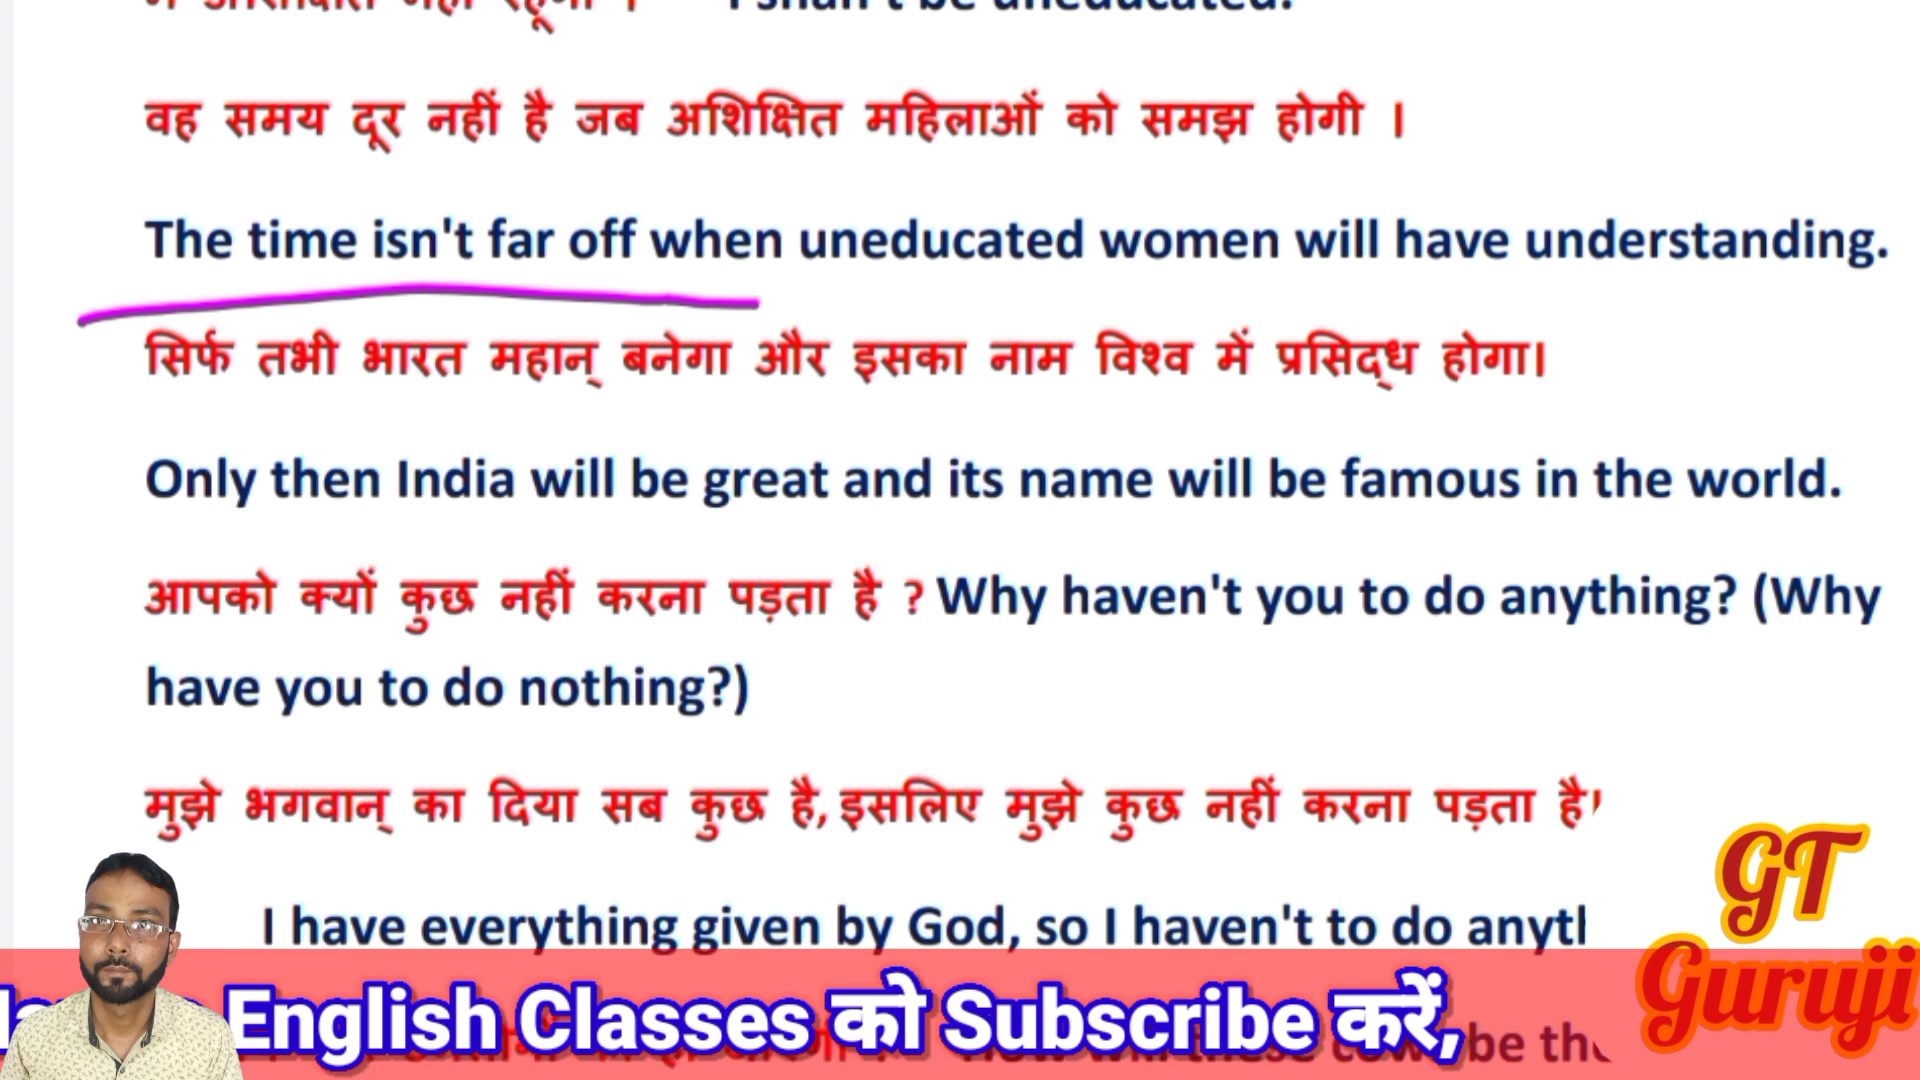 I shan't be uneducated.
वह समय दूर नहीं है जब अशिक्षित महिलाओं को समझ होगी ।
The time isn't far off when uneducated women will have understanding.
सिर्फ तभी भारत महान् बनेगा और इसका नाम विश्व में प्रसिद्ध होगा।
Only then India will be great and its name will be famous in the world.
आपको क्यों कुछ नहीं करना पड़ता है ? Why haven't you to do anything? (Why
have you to do nothing?)
मुझे भगवान् का दिया सब कुछ है, इसलिए मुझे कुछ नहीं करना पड़ता है।
I have everything given by God, so I haven't to do
English Classes को Subscribe करें,
be
GT
Guruji